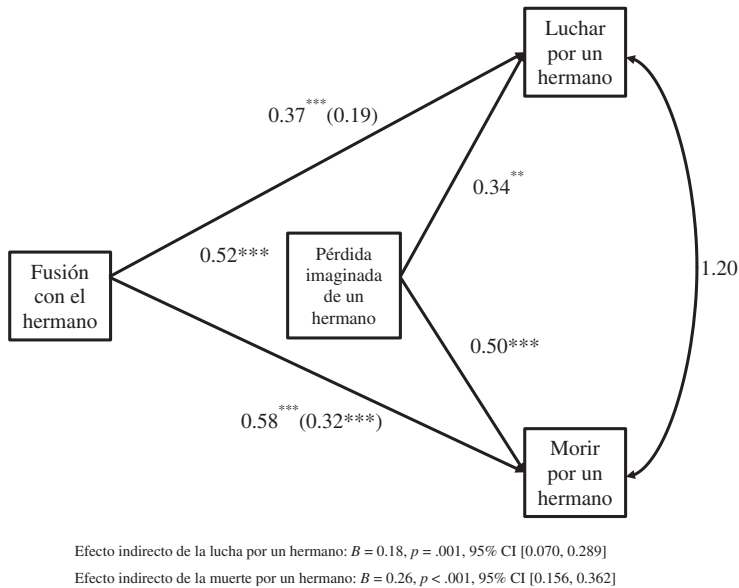 Luchar
por un
hermano
0.37***(0.19)
0.34**
0.52***
Fusión
con el
hermano
Pérdida
imaginada
de un
hermano
1.20
0.50***
0.58***(0.32***)
Morir
por un
hermano
Efecto indirecto de la lucha por un hermano: B = 0.18, p = .001, 95% CI [0.070, 0.289]
Efecto indirecto de la muerte por un hermano: B = 0.26, p < .001, 95% CI [0.156, 0.362]